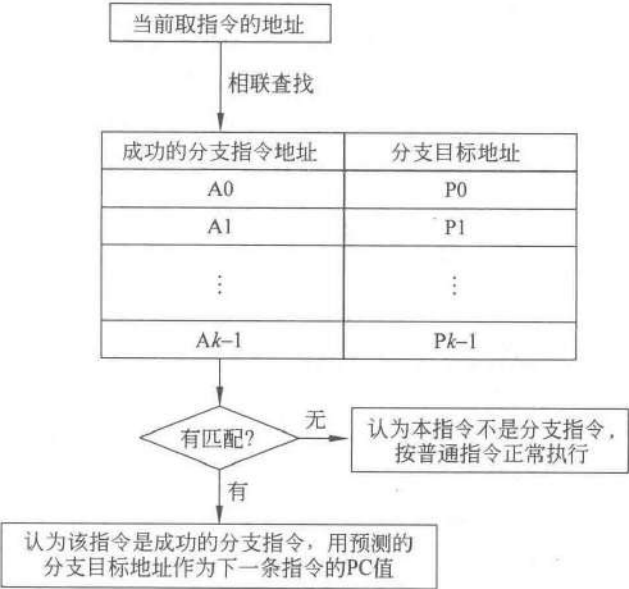 当前取指令的地址
相联查找
成功的分支指令地址 分支目标地址
A0 P0
A1 P1
⋮ ⋮
Ak–1 Pk–1
有匹配?
无
认为本指令不是分支指令，
按普通指令正常执行
有
认为该指令是成功的分支指令，用预测的
分支目标地址作为下一条指令的PC值